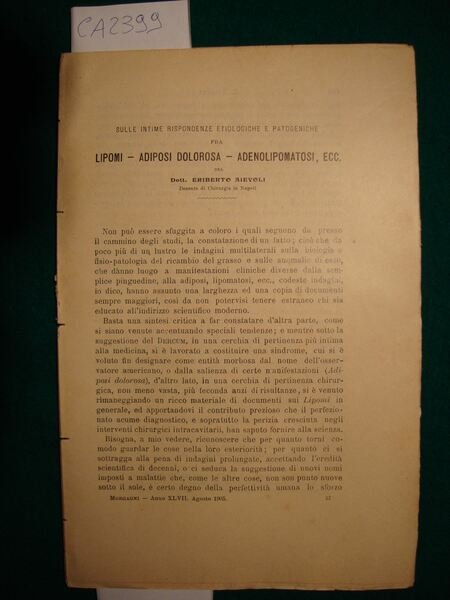 CA2399
SULLE INTIME RISPONDENZE ETIOLOGICHE E PATOGENICHE
FRA
LIPOMI — ADIPOSI DOLOROSA — ADENOLIPOMATOSI, ECC.
DEL
Dott. ERIBERTO AIEVOLI
Docente di Chirurgia in Napoli
Non può essere sfuggita a coloro i quali seguono da presso
il cammino degli studi, la constatazione di un fatto; cioè che da
poco più di un lustro le indagini multilaterali sulla biologia e
fisio-patologia del ricambio del grasso e sulle anomalie di esso,
che dànno luogo a manifestazioni cliniche diverse dalla sem-
plice pinguedine, alla adiposi, lipomatosi, ecc., codeste indagini,
io dico, hanno assunto una larghezza ed una copia di documenti
sempre maggiori, così da non potervisi tenere estraneo chi sia
educato all'indirizzo scientifico moderno.
Basta una sintesi critica a far constatare d'altra parte, come
si siano venute accentuando speciali tendenze; e mentre sotto la
suggestione del DERCUM, in una cerchia di pertinenza più intima
alla medicina, si è lavorato a costituire una sindrome, cui si è
voluto fin designare come entità morbosa dal nome dell'osser-
vatore americano, o dalla salienza di certe manifestazioni (Adi-
posi dolorosa), d'altro lato, in una cerchia di pertinenza chirur-
gica, non meno vasta, più feconda anzi di risultanze, si è venuto
rimaneggiando un ricco materiale di documenti sui Lipomi in
generale, ed apportandovi il contributo prezioso che il perfezio-
nato acume diagnostico, e sopratutto la perizia cresciuta negli
interventi chirurgici intracavitarii, han saputo fornire alla scienza.
Bisogna, a mio vedere, riconoscere che per quanto torni co-
modo guardar le cose nella loro esteriorità; per quanto ci si
sottragga alla pena di indagini prolungate, accettando l'eredità
scientifica di decenni, o ci seduca la suggestione di nuovi nomi
imposti a malattie che, come le altre cose, non son punto nuove
sotto il sole, è certo degno della perfettività umana lo sforzo
MORGAGNI — Anno XLVII. Agosto 1905.